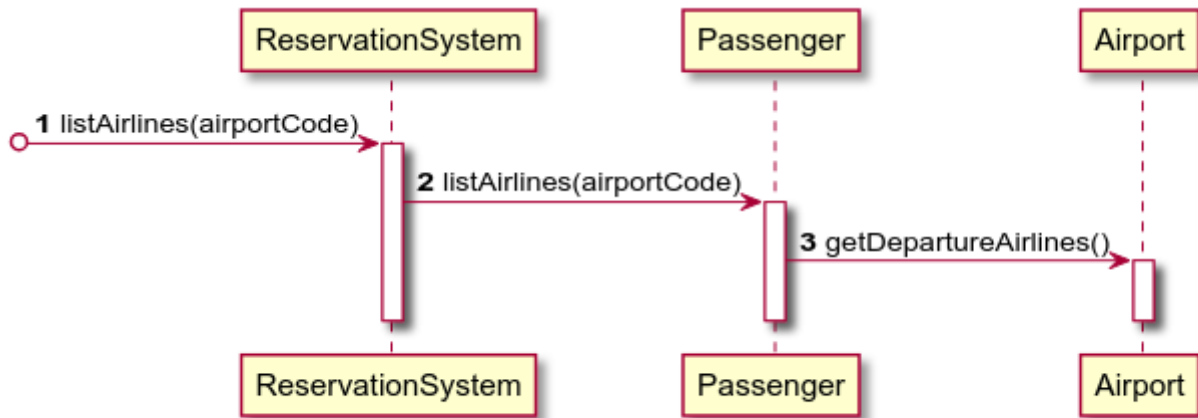 ReservationSystem Passenger Airport
1 listAirlines(airportCode)
2 listAirlines(airportCode)
3 getDepartureAirlines()
ReservationSystem Passenger Airport